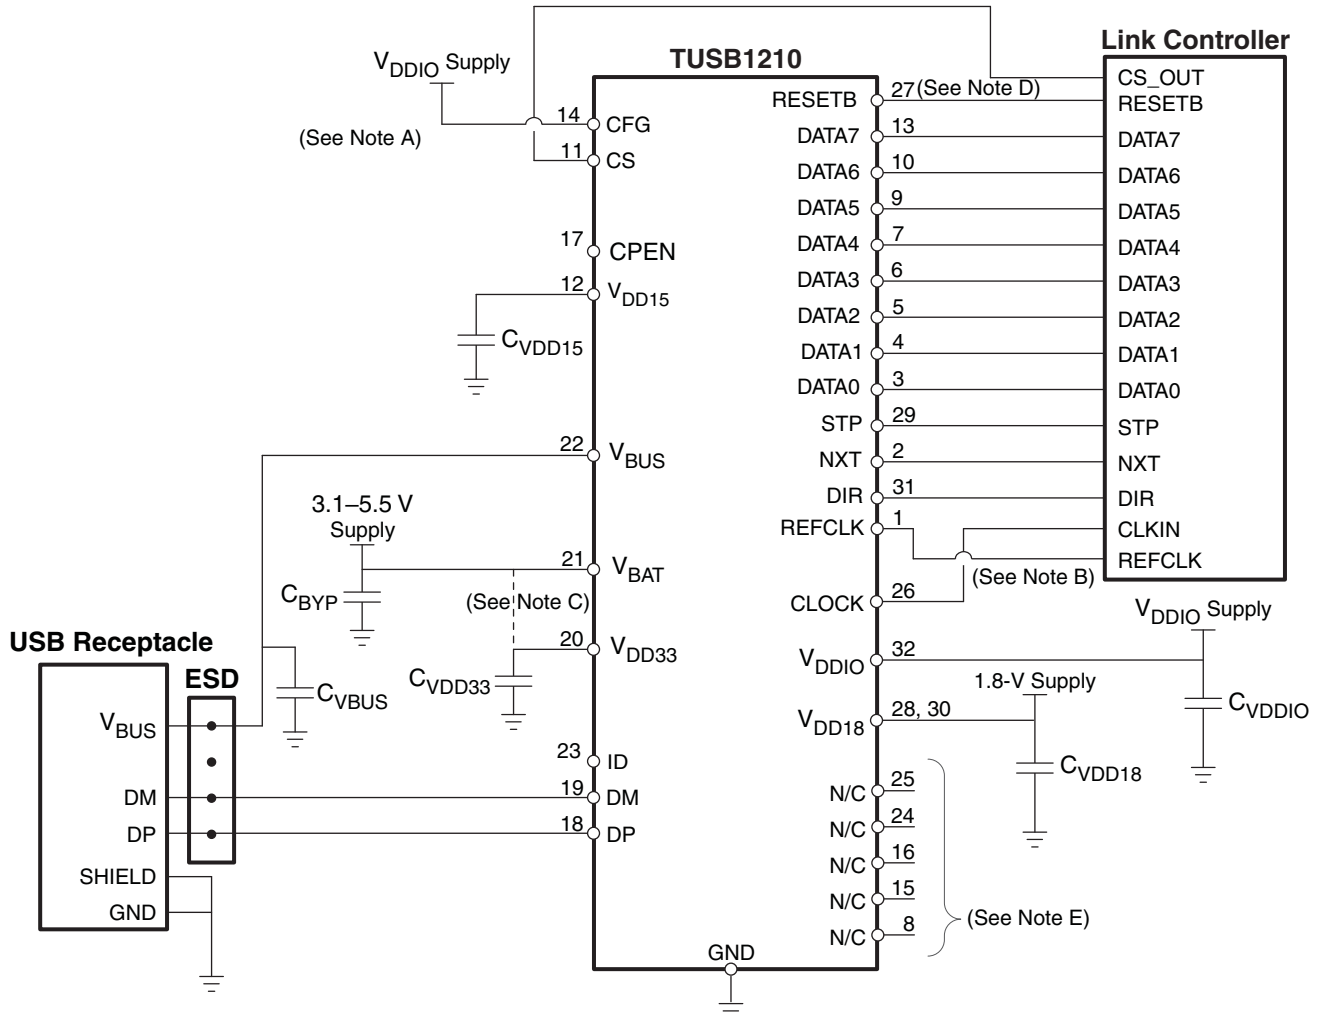 Link Controller
TUSB1210
VDDIO Supply
CS_OUT
RESETB
27 (See Note D)
RESETB
14
CFG
(See Note A)
11
CS
DATA7
13
DATA7
DATA6
10
DATA6
DATA5
9
DATA5
17
CPEN
DATA4
7
DATA4
12
VDD15
DATA3
6
DATA3
CVDD15
DATA2
5
DATA2
DATA1
4
DATA1
DATA0
3
DATA0
STP
29
STP
22
VBUS
NXT
2
NXT
3.1–5.5 V
Supply
DIR
31
DIR
REFCLK
1
CLKIN
REFCLK
21
VBAT
(See Note B)
CBYP
(See Note C)
CLOCK
26
VDDIO Supply
USB Receptacle
20
VDD33
VDDIO
32
ESD
CVDD33
1.8-V Supply
CVBUS
CVDDIO
VBUS
VDD18
28, 30
23
ID
CVDD18
DM
19
DM
N/C
25
DP
18
DP
N/C
24
N/C
16
SHIELD
N/C
15
GND
(See Note E)
N/C
8
GND